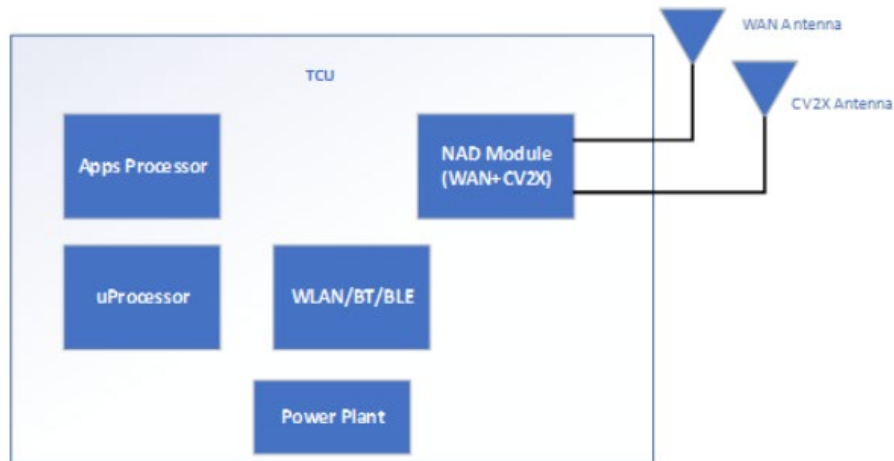 WAN Antenna
TCU
CV2X Antenna
Apps Processor
NAD Module
(WAN+CV2X)
uProcessor
WLAN/BT/BLE
Power Plant